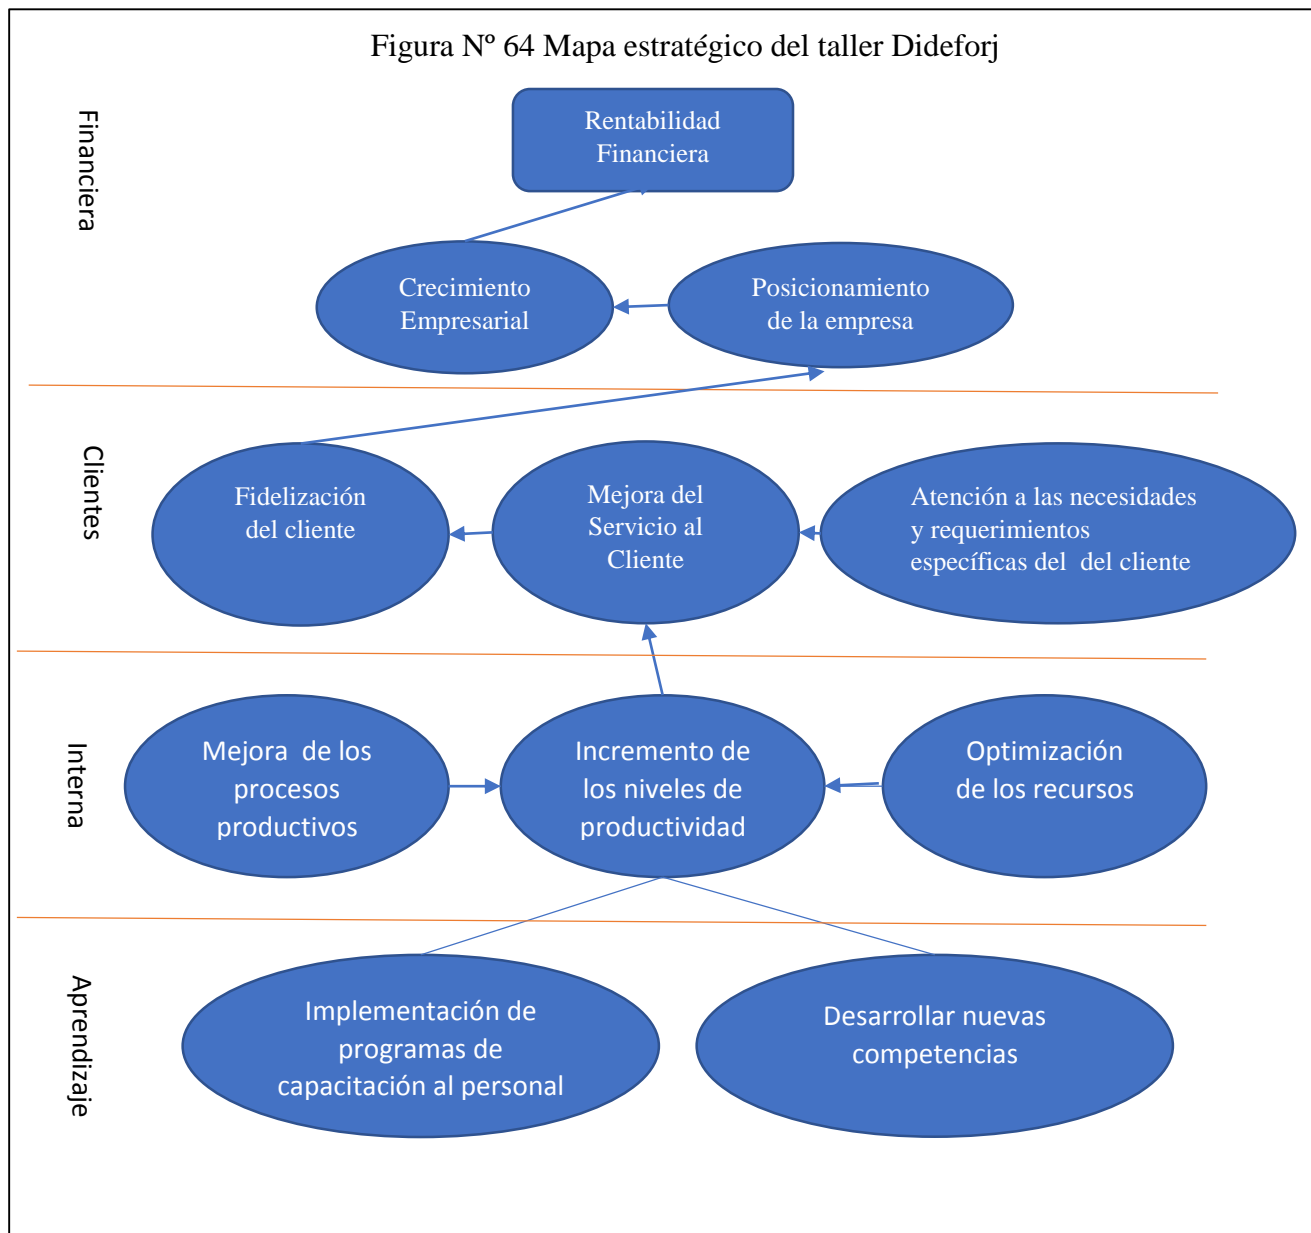 Figura Nº 64 Mapa estratégico del taller Dideforj
Financiera
Rentabilidad
Financiera
Crecimiento
Empresarial
Posicionamiento
de la empresa
Clientes
Fidelización
del cliente
Mejora del
Servicio al
Cliente
Atención a las necesidades
y requerimientos
específicas del  del cliente
Interna
Mejora  de los
procesos
productivos
Incremento de
los niveles de
productividad
Optimización
de los recursos
Aprendizaje
Implementación de
programas de
capacitación al personal
Desarrollar nuevas
competencias